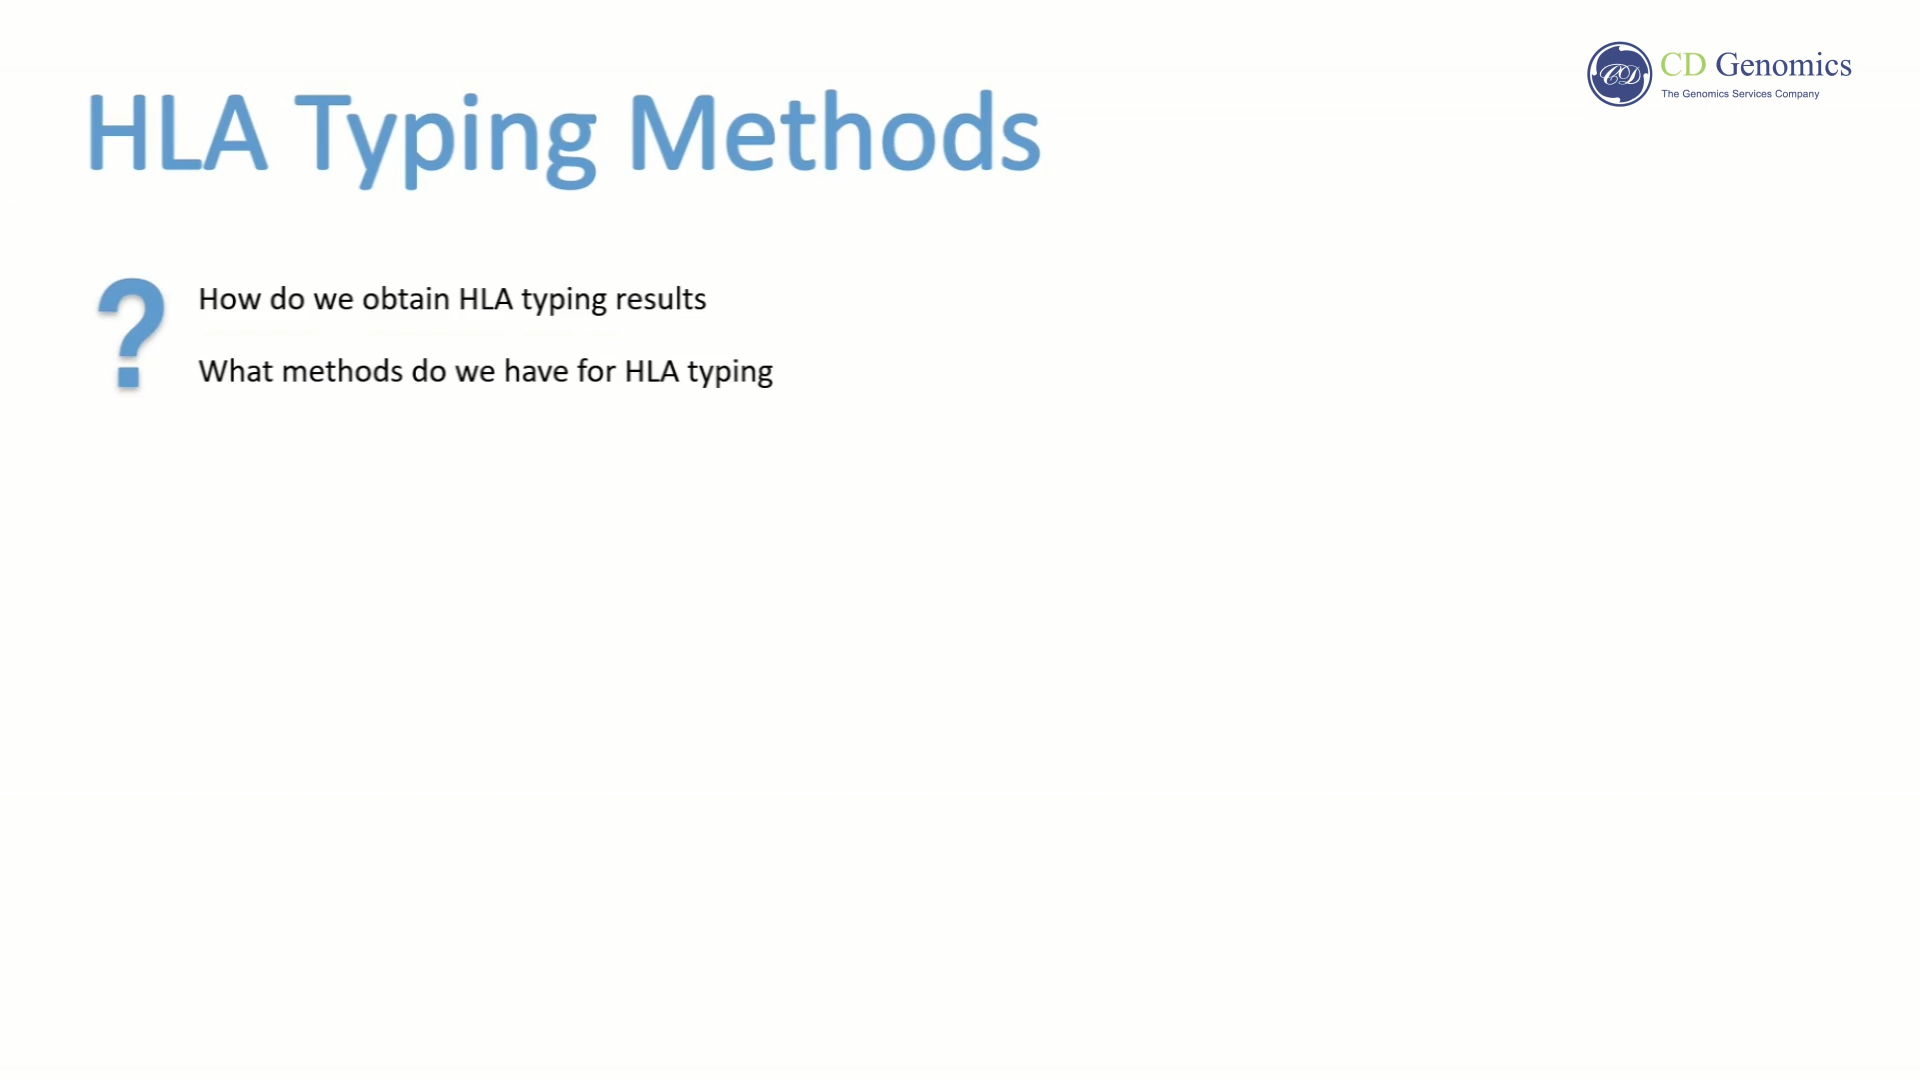 CD Genomics
The Genomics Services Company
HLA Typing Methods
?
How do we obtain HLA typing results
What methods do we have for HLA typing